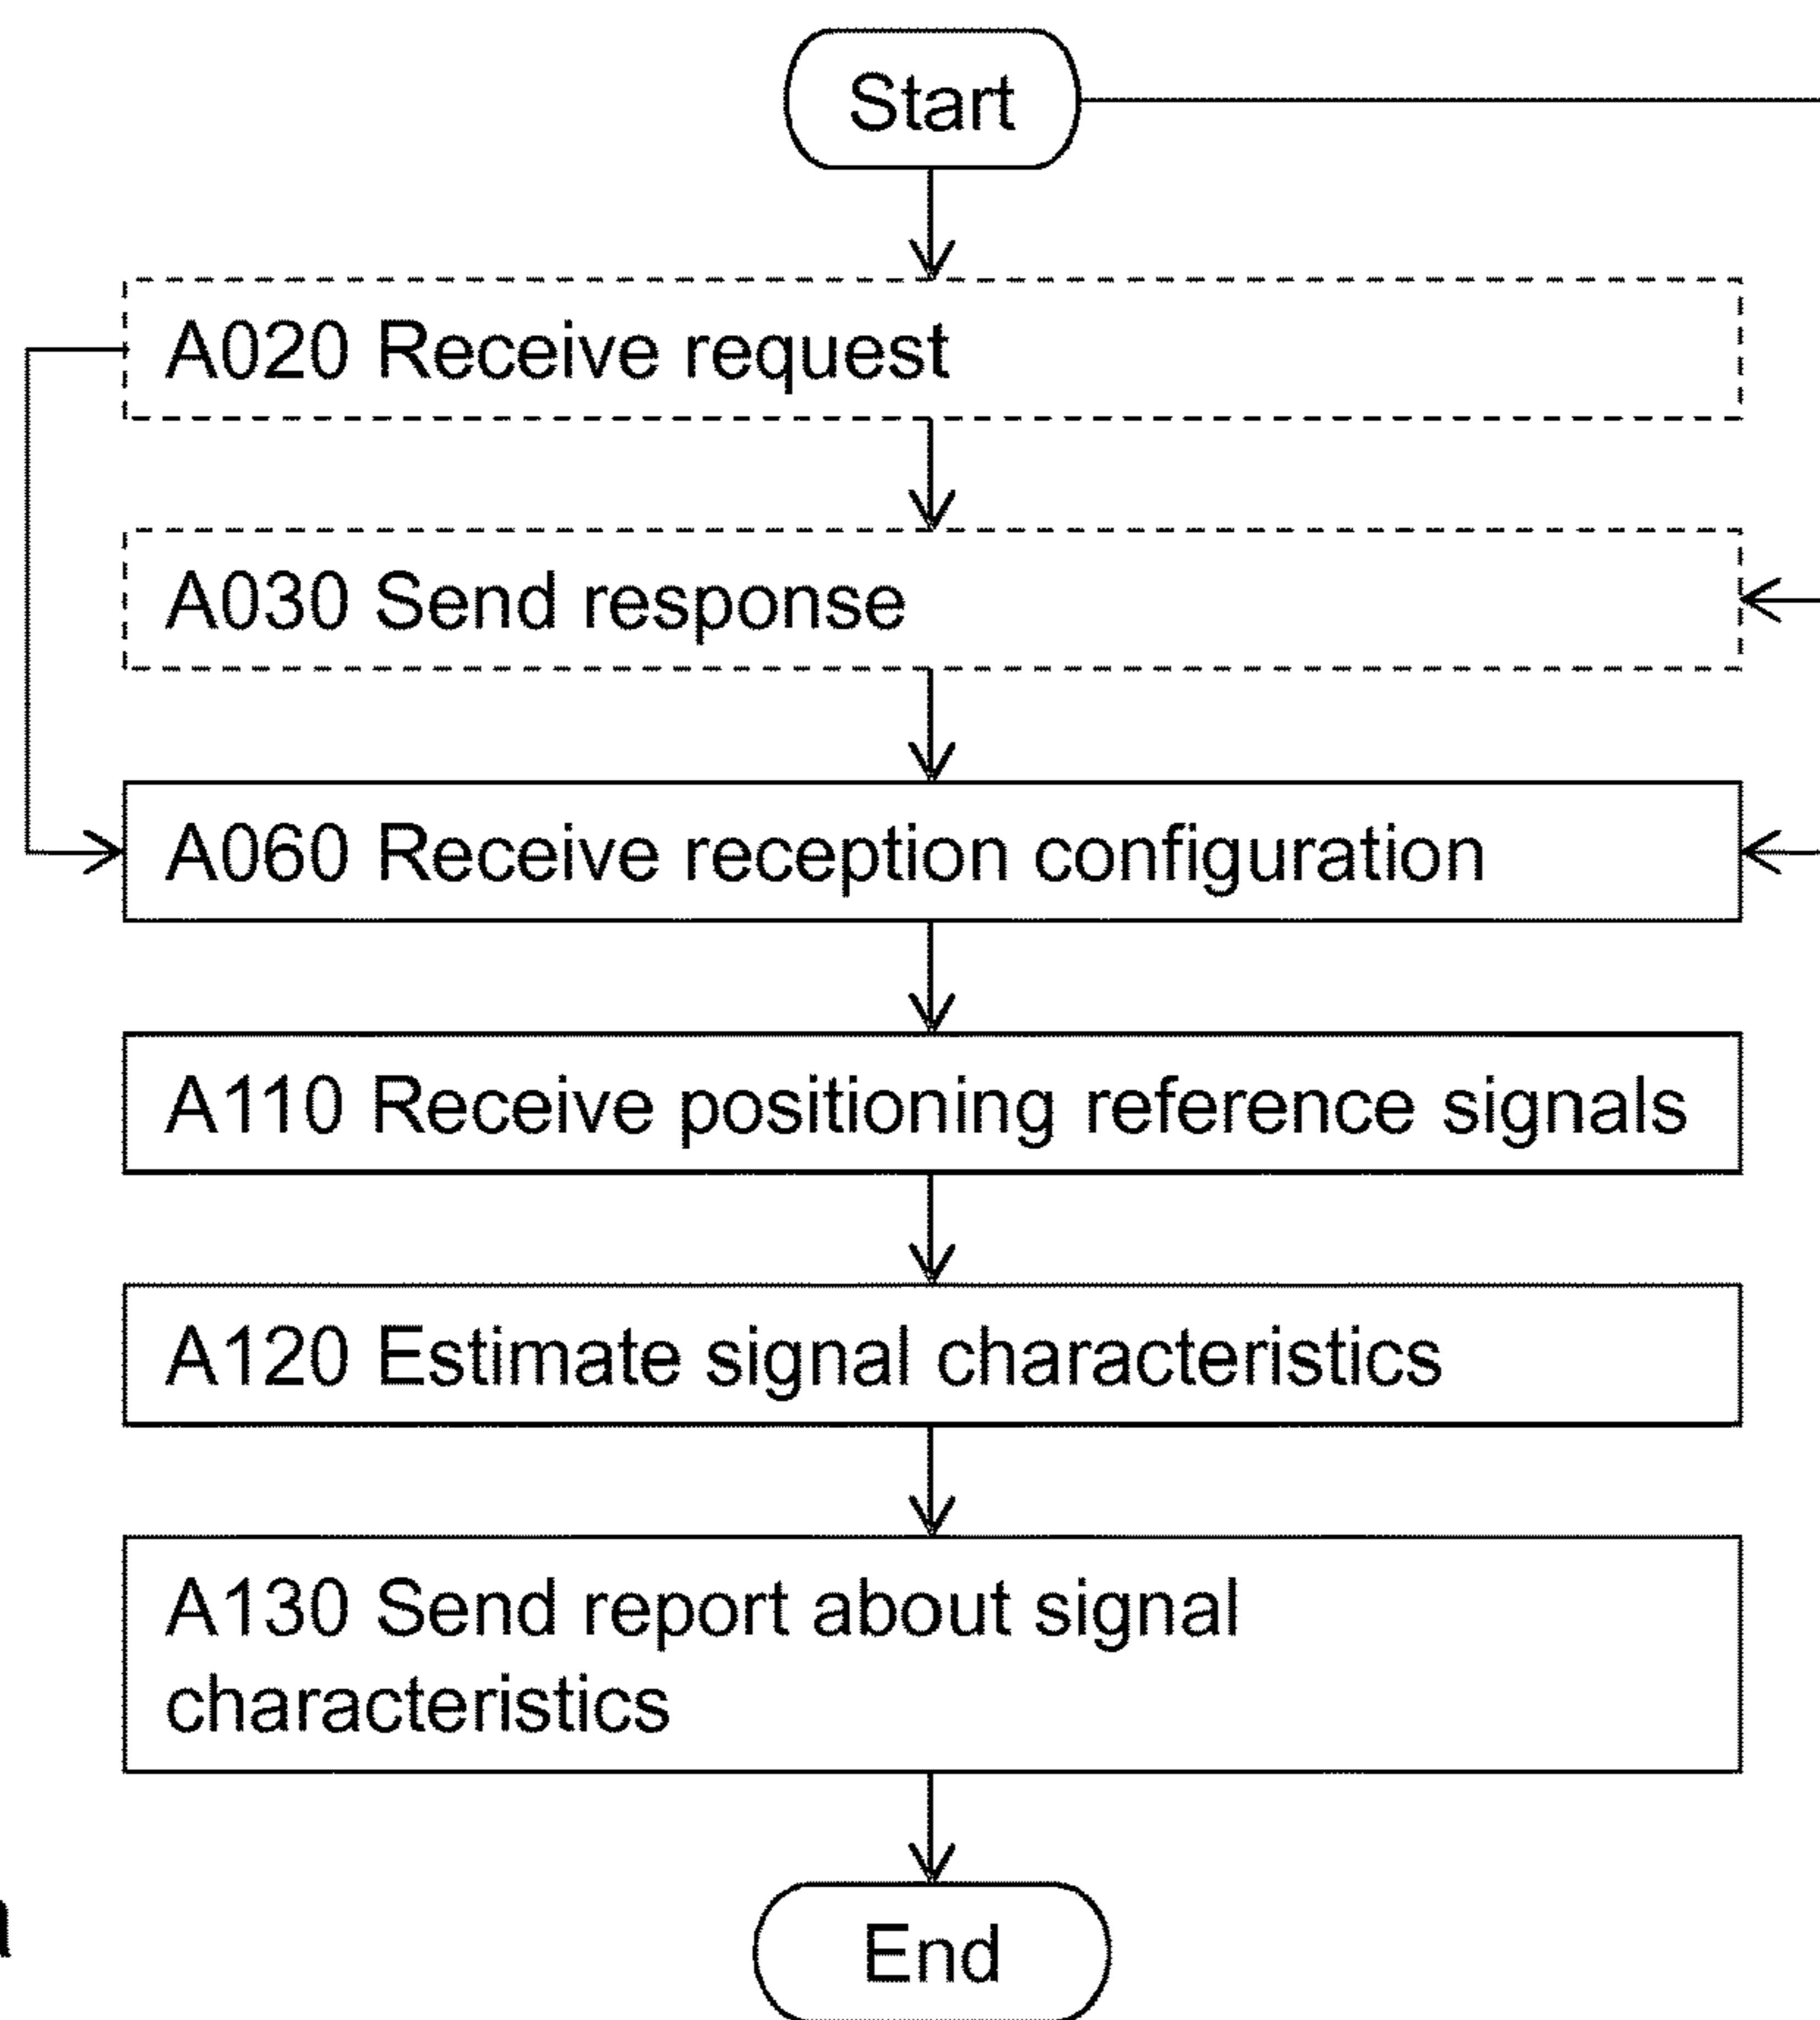 Start
A020 Receive request
A030 Send response
A060 Receive reception configuration
A110 Receive positioning reference signals
A120 Estimate signal characteristics
A130 Send report about signal
characteristics
End